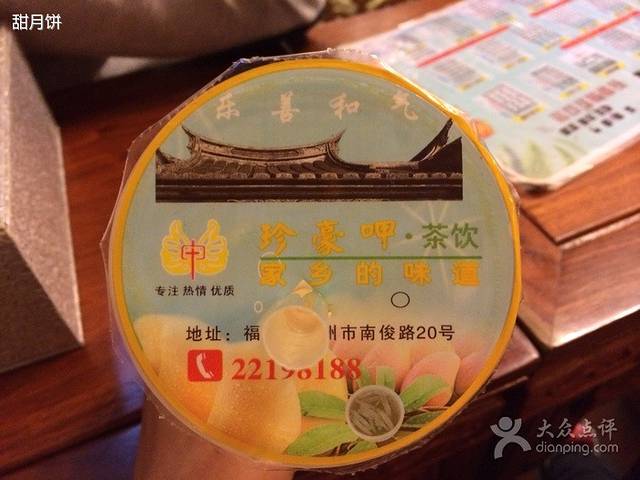 甜月饼
乐善和气
珍豪呷·茶饮
中
家乡的味道
专注 热情 优质
地址：福 州市南俊路20号
22198188
大众点评
dianping.com